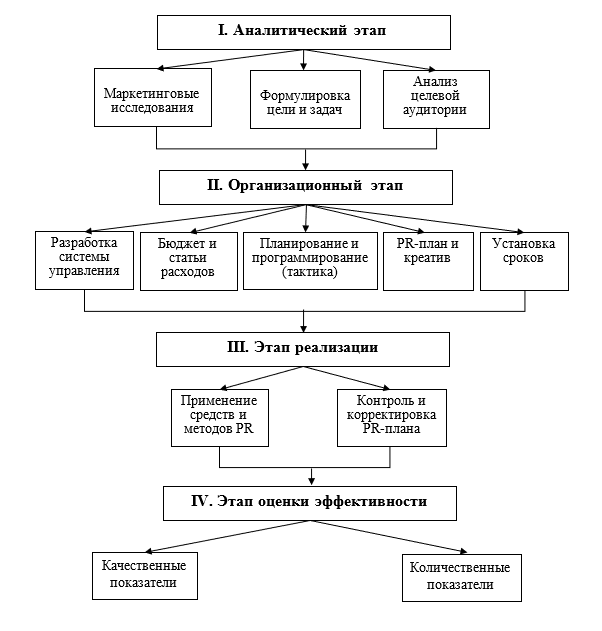 I. Аналитический этап
Маркетинговые
исследования
Формулировка
цели и задач
Анализ
целевой
аудитории
II. Организационный этап
Разработка
системы
управления
Бюджет и
статьи
расходов
Планирование и
программирование
(тактика)
PR-план и
креатив
Установка
сроков
III. Этап реализации
Применение
средств и
методов PR
Контроль и
корректировка
PR-плана
IV. Этап оценки эффективности
Качественные
показатели
Количественные
показатели